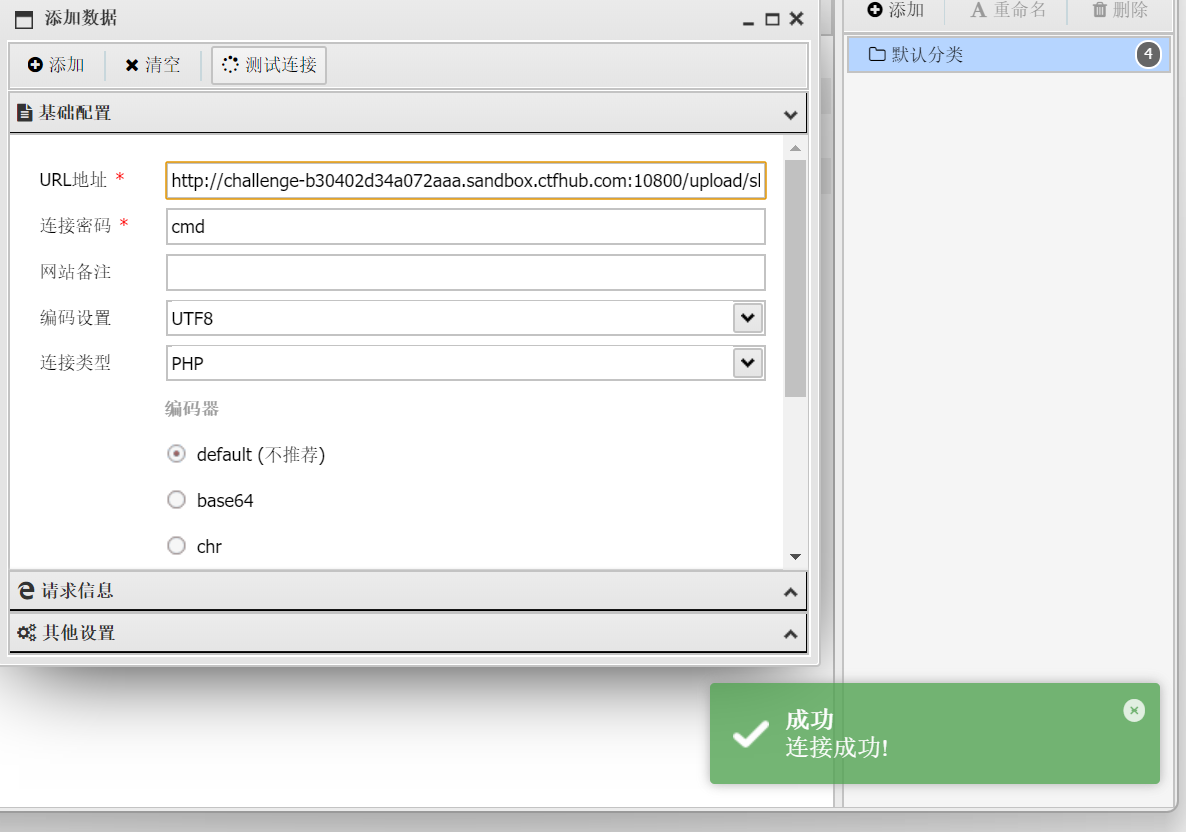 添加数据
添加 清空 测试连接
基础配置
URL地址 *
http://challenge-b30402d34a072aaa.sandbox.ctfhub.com:10800/upload/sl
连接密码 *
cmd
网站备注
编码设置
UTF8
连接类型
PHP
编码器
default (不推荐)
base64
chr
请求信息
其他设置
添加 A 重命名 删除
默认分类 4
成功
连接成功!